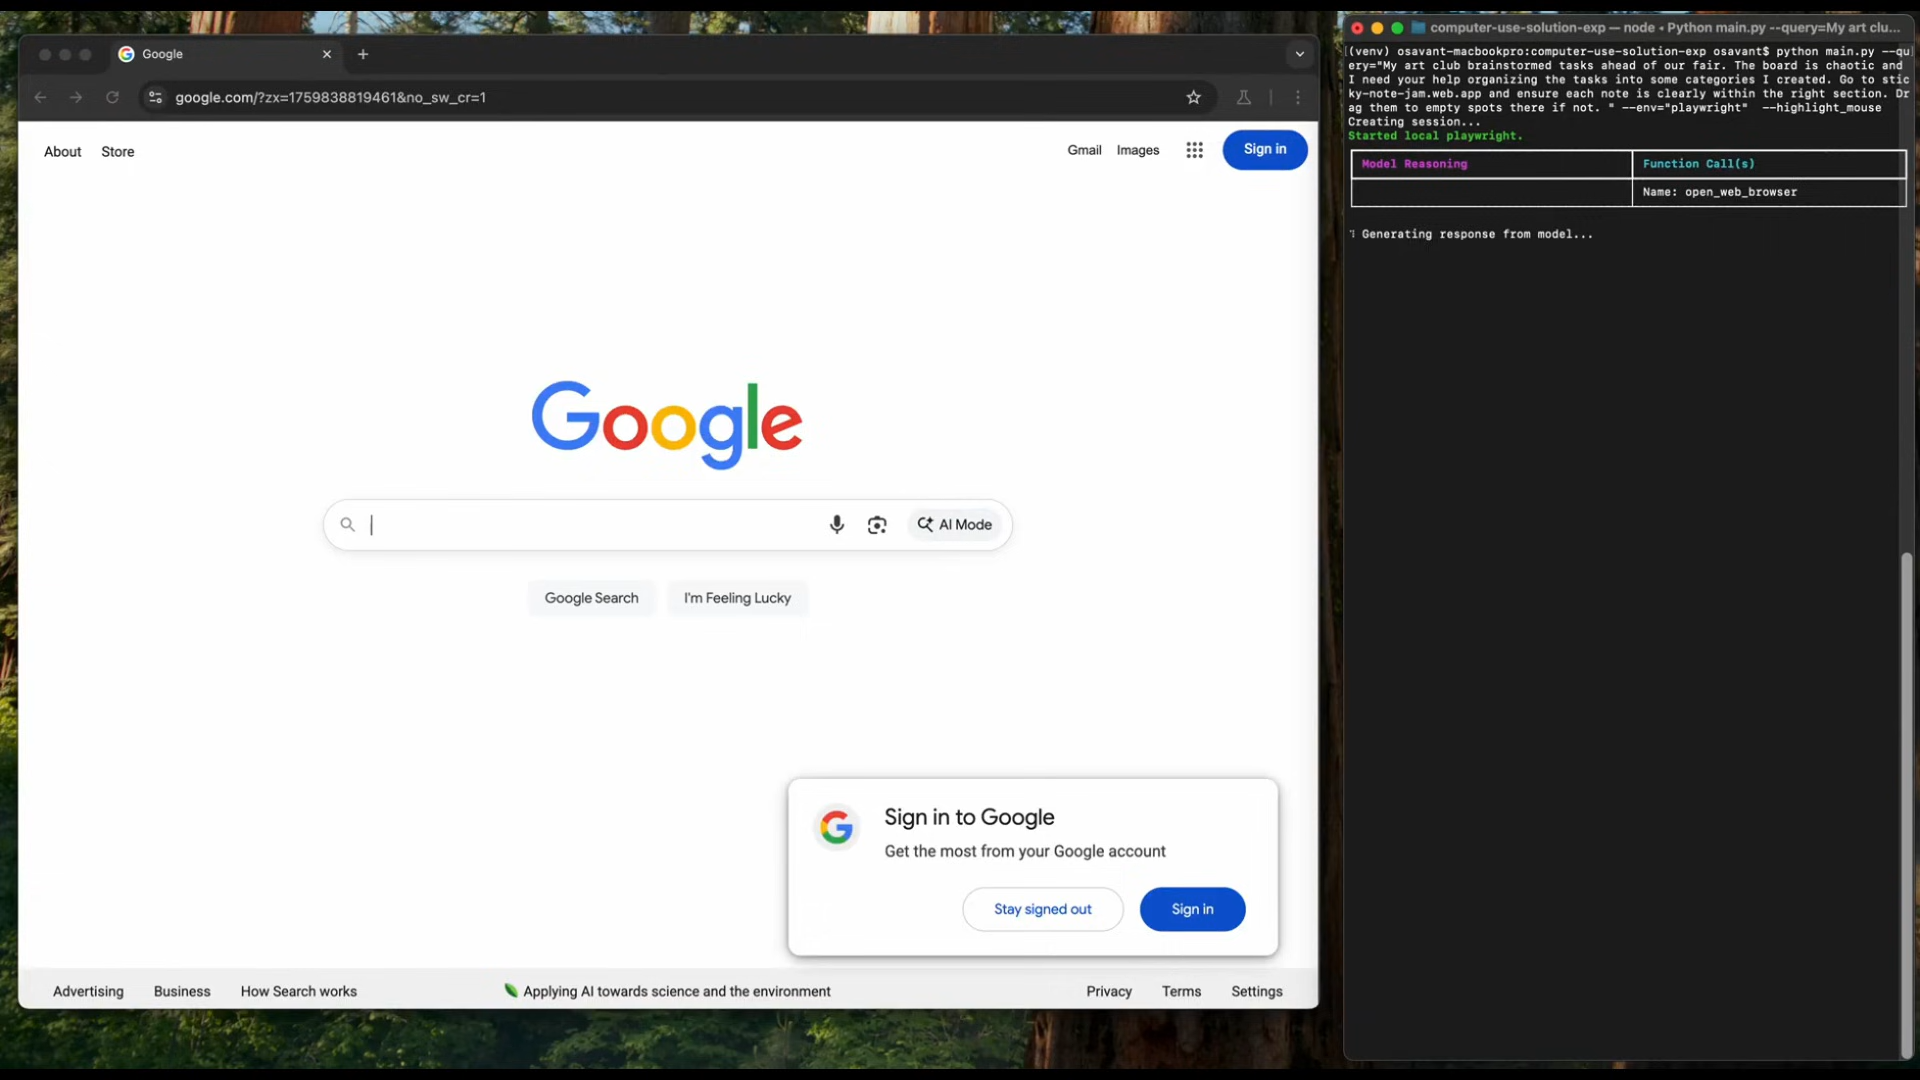 Google
google.com/?zx=1759838819461&no_sw_cr=1
About Store
Gmail Images Sign in
Google
AI Mode
Google Search I'm Feeling Lucky
Sign in to Google
Get the most from your Google account
Stay signed out Sign in
Advertising Business How Search works
Applying AI towards science and the environment
Privacy Terms Settings
computer-use-solution-exp — node • Python main.py --query=My art clu...
(venv) osavant-macbookpro:computer-use-solution-exp osavant$ python main.py --qu
ery="My art club brainstormed tasks ahead of our fair. The board is chaotic and
I need your help organizing the tasks into some categories I created. Go to stic
ky-note-jam.web.app and ensure each note is clearly within the right section. Dr
ag them to empty spots there if not. " --env="playwright" --highlight_mouse
Creating session...
Started local playwright.
Model Reasoning Function Call(s)
Name: open_web_browser
Generating response from model...